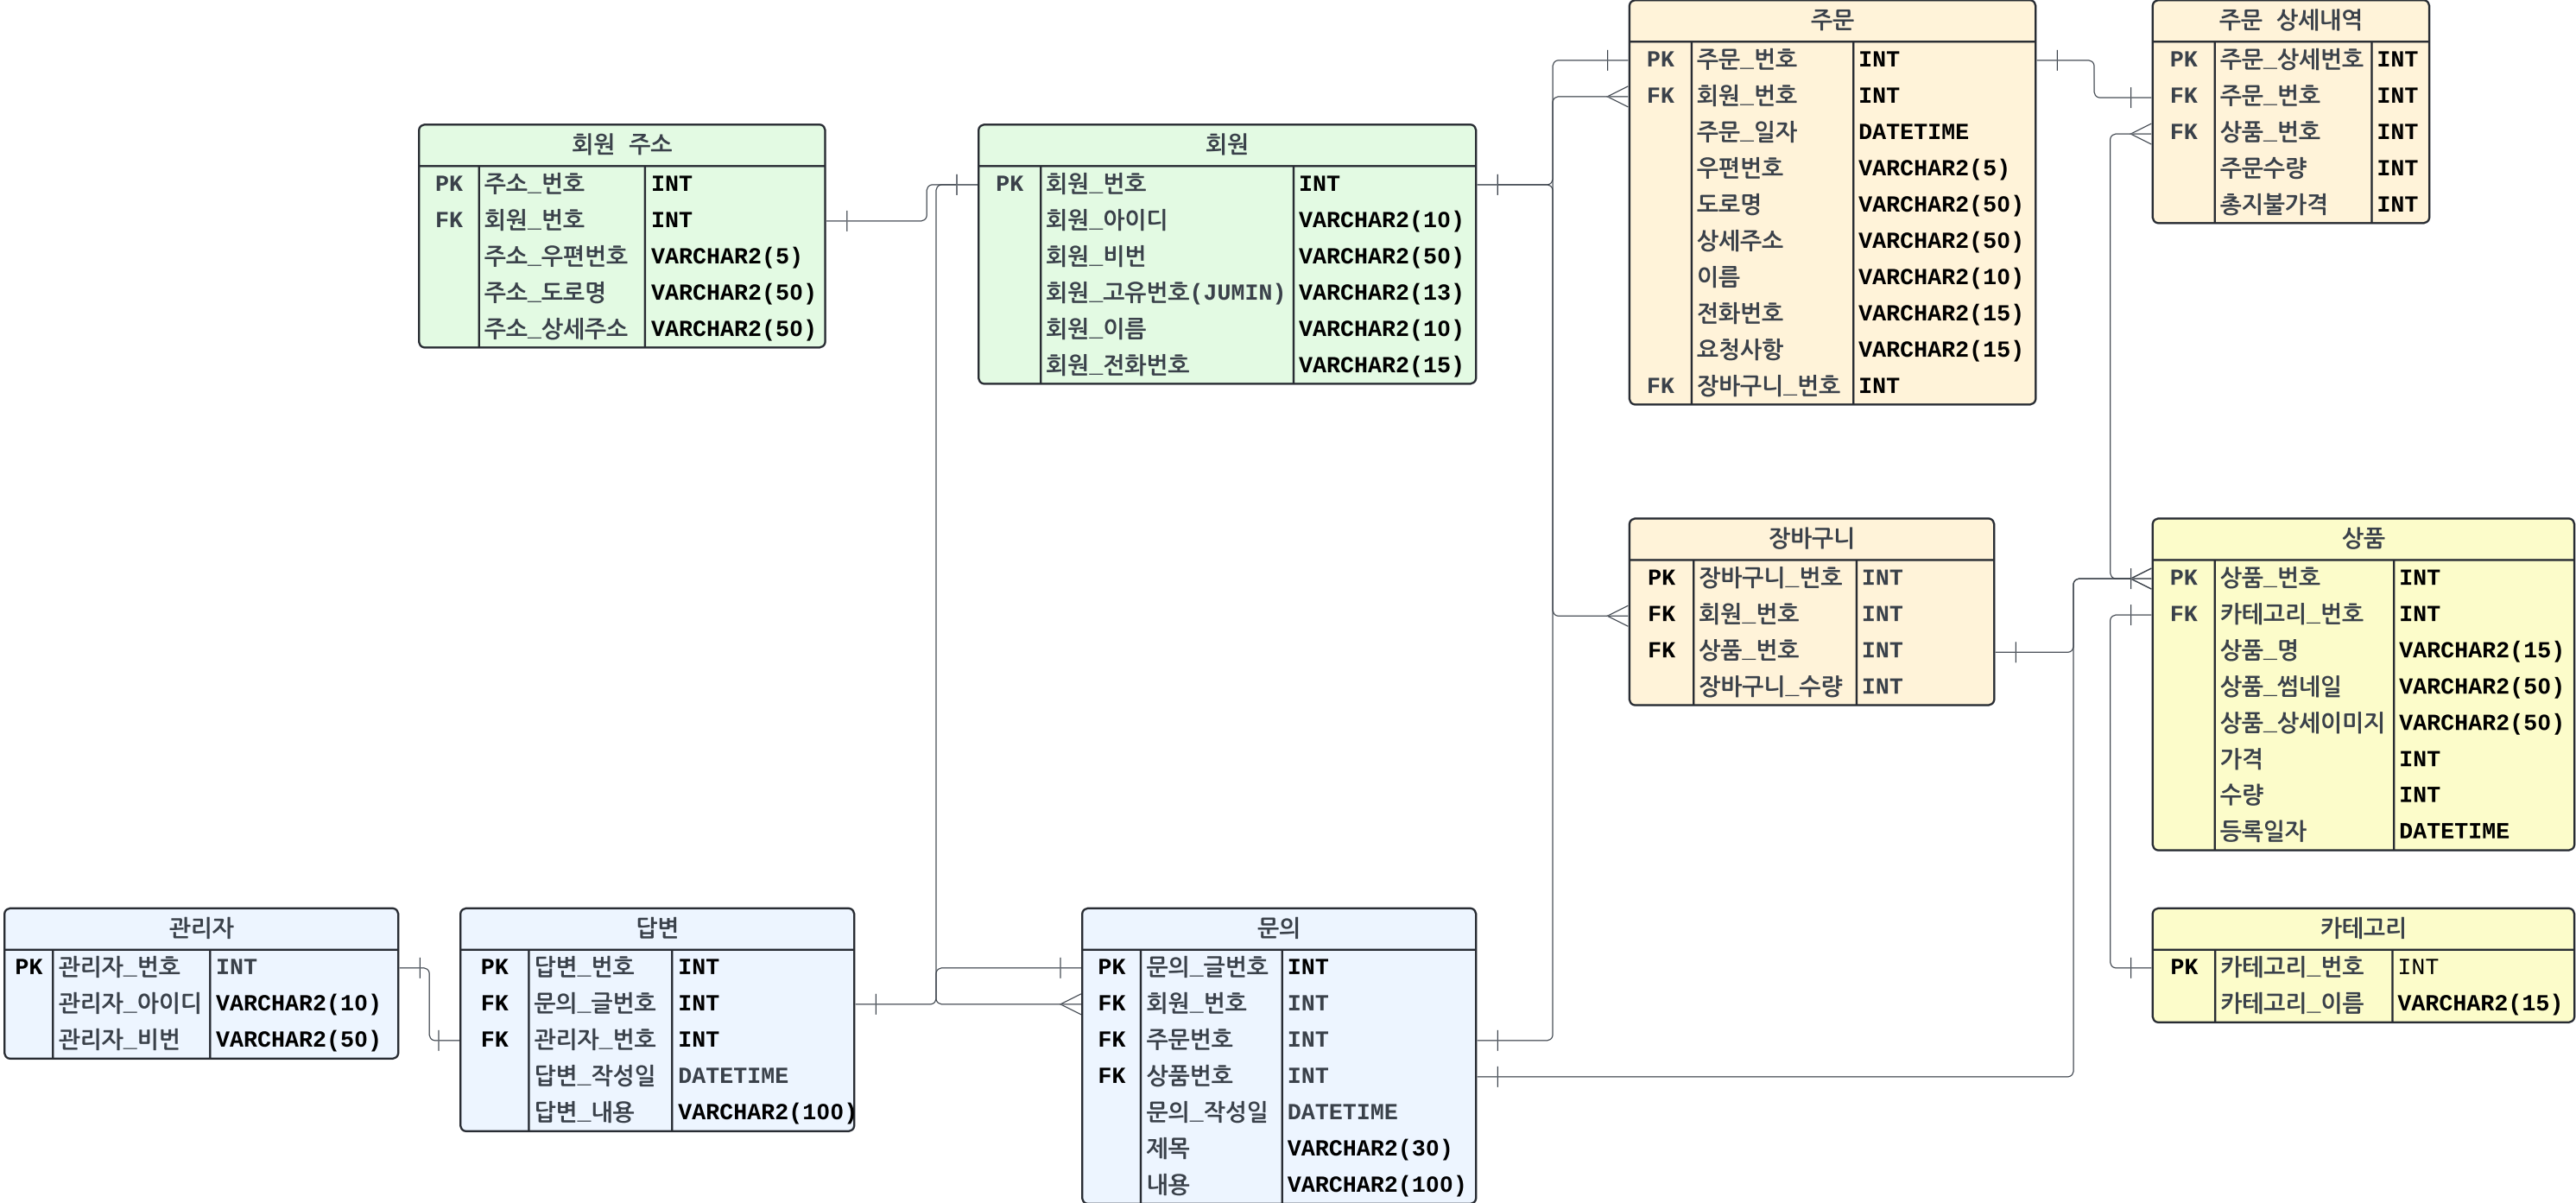 주문
PK 주문_번호 INT
FK 회원_번호 INT
주문_일자 DATETIME
우편번호 VARCHAR2(5)
도로명 VARCHAR2(50)
상세주소 VARCHAR2(50)
이름 VARCHAR2(10)
전화번호 VARCHAR2(15)
요청사항 VARCHAR2(15)
FK 장바구니_번호 INT
주문 상세내역
PK 주문_상세번호 INT
FK 주문_번호 INT
FK 상품_번호 INT
주문수량 INT
총지불가격 INT
회원 주소
PK 주소_번호 INT
FK 회원_번호 INT
주소_우편번호 VARCHAR2(5)
주소_도로명 VARCHAR2(50)
주소_상세주소 VARCHAR2(50)
회원
PK 회원_번호 INT
회원_아이디 VARCHAR2(10)
회원_비번 VARCHAR2(50)
회원_고유번호(JUMIN) VARCHAR2(13)
회원_이름 VARCHAR2(10)
회원_전화번호 VARCHAR2(15)
장바구니
PK 장바구니_번호 INT
FK 회원_번호 INT
FK 상품_번호 INT
장바구니_수량 INT
상품
PK 상품_번호 INT
FK 카테고리_번호 INT
상품_명 VARCHAR2(15)
상품_썸네일 VARCHAR2(50)
상품_상세이미지 VARCHAR2(50)
가격 INT
수량 INT
등록일자 DATETIME
관리자
PK 관리자_번호 INT
관리자_아이디 VARCHAR2(10)
관리자_비번 VARCHAR2(50)
답변
PK 답변_번호 INT
FK 문의_글번호 INT
FK 관리자_번호 INT
답변_작성일 DATETIME
답변_내용 VARCHAR2(100)
문의
PK 문의_글번호 INT
FK 회원_번호 INT
FK 주문번호 INT
FK 상품번호 INT
문의_작성일 DATETIME
제목 VARCHAR2(30)
내용 VARCHAR2(100)
카테고리
PK 카테고리_번호 INT
카테고리_이름 VARCHAR2(15)